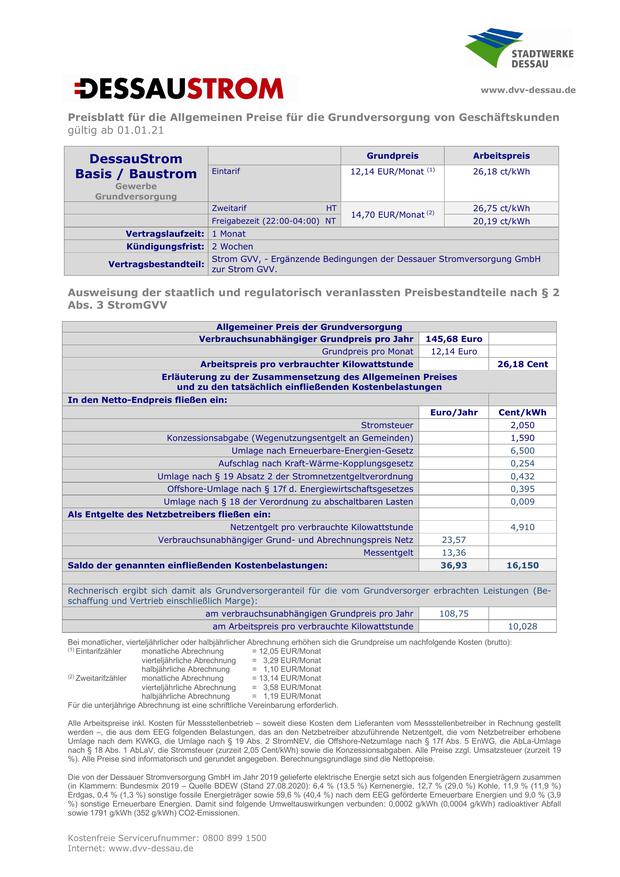 STADTWERKE
DESSAU
DESSAUSTROM
www.dvv-dessau.de
Preisblatt für die Allgemeinen Preise für die Grundversorgung von Geschäftskunden
gültig ab 01.01.21
DessauStrom
Basis / Baustrom
Gewerbe
Grundversorgung
Grundpreis Arbeitspreis
Eintarif 12,14 EUR/Monat (1) 26,18 ct/kWh
Zweitarif HT 14,70 EUR/Monat (2) 26,75 ct/kWh
Freigabezeit (22:00-04:00) NT 20,19 ct/kWh
Vertragslaufzeit: 1 Monat
Kündigungsfrist: 2 Wochen
Vertragsbestandteil: Strom GVV, - Ergänzende Bedingungen der Dessauer Stromversorgung GmbH
zur Strom GVV.
Ausweisung der staatlich und regulatorisch veranlassten Preisbestandteile nach § 2
Abs. 3 StromGVV
Allgemeiner Preis der Grundversorgung
Verbrauchsunabhängiger Grundpreis pro Jahr 145,68 Euro
Grundpreis pro Monat 12,14 Euro
Arbeitspreis pro verbrauchter Kilowattstunde 26,18 Cent
Erläuterung zu der Zusammensetzung des Allgemeinen Preises
und zu den tatsächlich einfließenden Kostenbelastungen
In den Netto-Endpreis fließen ein:
Euro/Jahr Cent/kWh
Stromsteuer 2,050
Konzessionsabgabe (Wegenutzungsentgelt an Gemeinden) 1,590
Umlage nach Erneuerbare-Energien-Gesetz 6,500
Aufschlag nach Kraft-Wärme-Kopplungsgesetz 0,254
Umlage nach § 19 Absatz 2 der Stromnetzentgeltverordnung 0,432
Offshore-Umlage nach § 17f d. Energiewirtschaftsgesetzes 0,395
Umlage nach § 18 der Verordnung zu abschaltbaren Lasten 0,009
Als Entgelte des Netzbetreibers fließen ein:
Netzentgelt pro verbrauchte Kilowattstunde 4,910
Verbrauchsunabhängiger Grund- und Abrechnungspreis Netz 23,57
Messentgelt 13,36
Saldo der genannten einfließenden Kostenbelastungen: 36,93 16,150
Rechnerisch ergibt sich damit als Grundversorgeranteil für die vom Grundversorger erbrachten Leistungen (Be-
schaffung und Vertrieb einschließlich Marge):
am verbrauchsunabhängigen Grundpreis pro Jahr 108,75
am Arbeitspreis pro verbrauchte Kilowattstunde 10,028
Bei monatlicher, vierteljährlicher oder halbjährlicher Abrechnung erhöhen sich die Grundpreise um nachfolgende Kosten (brutto):
(1) Eintarifzähler monatliche Abrechnung = 12,05 EUR/Monat
vierteljährliche Abrechnung = 3,29 EUR/Monat
halbjährliche Abrechnung = 1,10 EUR/Monat
(2) Zweitarifzähler monatliche Abrechnung = 13,14 EUR/Monat
vierteljährliche Abrechnung = 3,58 EUR/Monat
halbjährliche Abrechnung = 1,19 EUR/Monat
Für die unterjährige Abrechnung ist eine schriftliche Vereinbarung erforderlich.
Alle Arbeitspreise inkl. Kosten für Messstellenbetrieb – soweit diese Kosten dem Lieferanten vom Messstellenbetreiber in Rechnung gestellt
werden –, die aus dem EEG folgenden Belastungen, das an den Netzbetreiber abzuführende Netzentgelt, die vom Netzbetreiber erhobene
Umlage nach dem KWKG, die Umlage nach § 19 Abs. 2 StromNEV, die Offshore-Netzumlage nach § 17f Abs. 5 EnWG, die AbLa-Umlage
nach § 18 Abs. 1 AbLaV, die Stromsteuer (zurzeit 2,05 Cent/kWh) sowie die Konzessionsabgaben. Alle Preise zzgl. Umsatzsteuer (zurzeit 19
%). Alle Preise sind informatorisch und gerundet angegeben. Berechnungsgrundlage sind die Nettopreise.
Die von der Dessauer Stromversorgung GmbH im Jahr 2019 gelieferte elektrische Energie setzt sich aus folgenden Energieträgern zusammen
(in Klammern: Bundesmix 2019 – Quelle BDEW (Stand 27.08.2020): 6,4 % (13,5 %) Kernenergie, 12,7 % (29,0 %) Kohle, 11,9 % (11,9 %)
Erdgas, 0,4 % (1,3 %) sonstige fossile Energieträger sowie 59,6 % (40,4 %) nach dem EEG geförderte Erneuerbare Energien und 9,0 % (3,9
%) sonstige Erneuerbare Energien. Damit sind folgende Umweltauswirkungen verbunden: 0,0002 g/kWh (0,0004 g/kWh) radioaktiver Abfall
sowie 1791 g/kWh (352 g/kWh) CO2-Emissionen.
Kostenfreie Servicerufnummer: 0800 899 1500
Internet: www.dvv-dessau.de